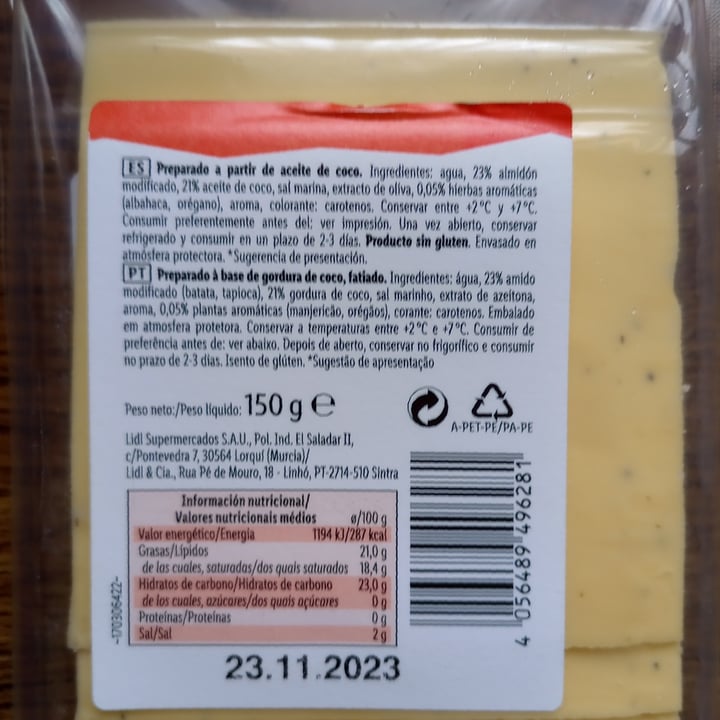 ES Preparado a partir de aceite de coco. Ingredientes: agua, 23% almidón
modificado, 21% aceite de coco, sal marina, extracto de oliva, 0,05% hierbas aromáticas
(albahaca, orégano), aroma, colorante: carotenos. Conservar entre +2°C y +7°C.
Consumir preferentemente antes del: ver impresión. Una vez abierto, conservar
refrigerado y consumir en un plazo de 2-3 días. Producto sin gluten. Envasado en
atmósfera protectora. *Sugerencia de presentación.
PT Preparado à base de gordura de coco, fatiado. Ingredientes: água, 23% amido
modificado (batata, tapioca), 21% gordura de coco, sal marinho, extrato de azeitona,
aroma, 0,05% plantas aromáticas (manjericão, orégãos), corante: carotenos. Embalado
em atmosfera protetora. Conservar a temperaturas entre +2°C e +7°C. Consumir de
preferência antes de: ver abaixo. Depois de aberto, conservar no frigorífico e consumir
no prazo de 2-3 dias. Isento de glúten. *Sugestão de apresentação
Peso neto:/Peso líquido: 150 g e
A-PET-PE/PA-PE
Lidl Supermercados S.A.U., Pol. Ind. El Saladar II,
c/Pontevedra 7, 30564 Lorquí (Murcia)/
Lidl & Cia., Rua Pé de Mouro, 18 - Linhó, PT-2714-510 Sintra
Información nutricional/
Valores nutricionais médios ø/100 g
Valor energético/Energia 1194 kJ/287 kcal
Grasas/Lípidos 21,0 g
de las cuales, saturadas/dos quais saturados 18,4 g
Hidratos de carbono/Hidratos de carbono 23,0 g
de los cuales, azúcares/dos quais açúcares 0 g
Proteínas/Proteínas 0 g
Sal/Sal 2 g
-170306422-
4 056489 496281
23.11.2023